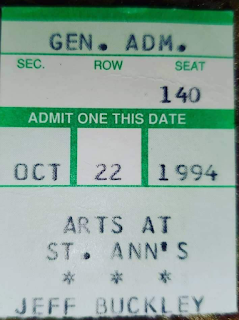 GEN. ADM.
SEC. ROW SEAT
140
ADMIT ONE THIS DATE
OCT 22 1994
ARTS AT
ST. ANN'S
* * *
JEFF BUCKLEY